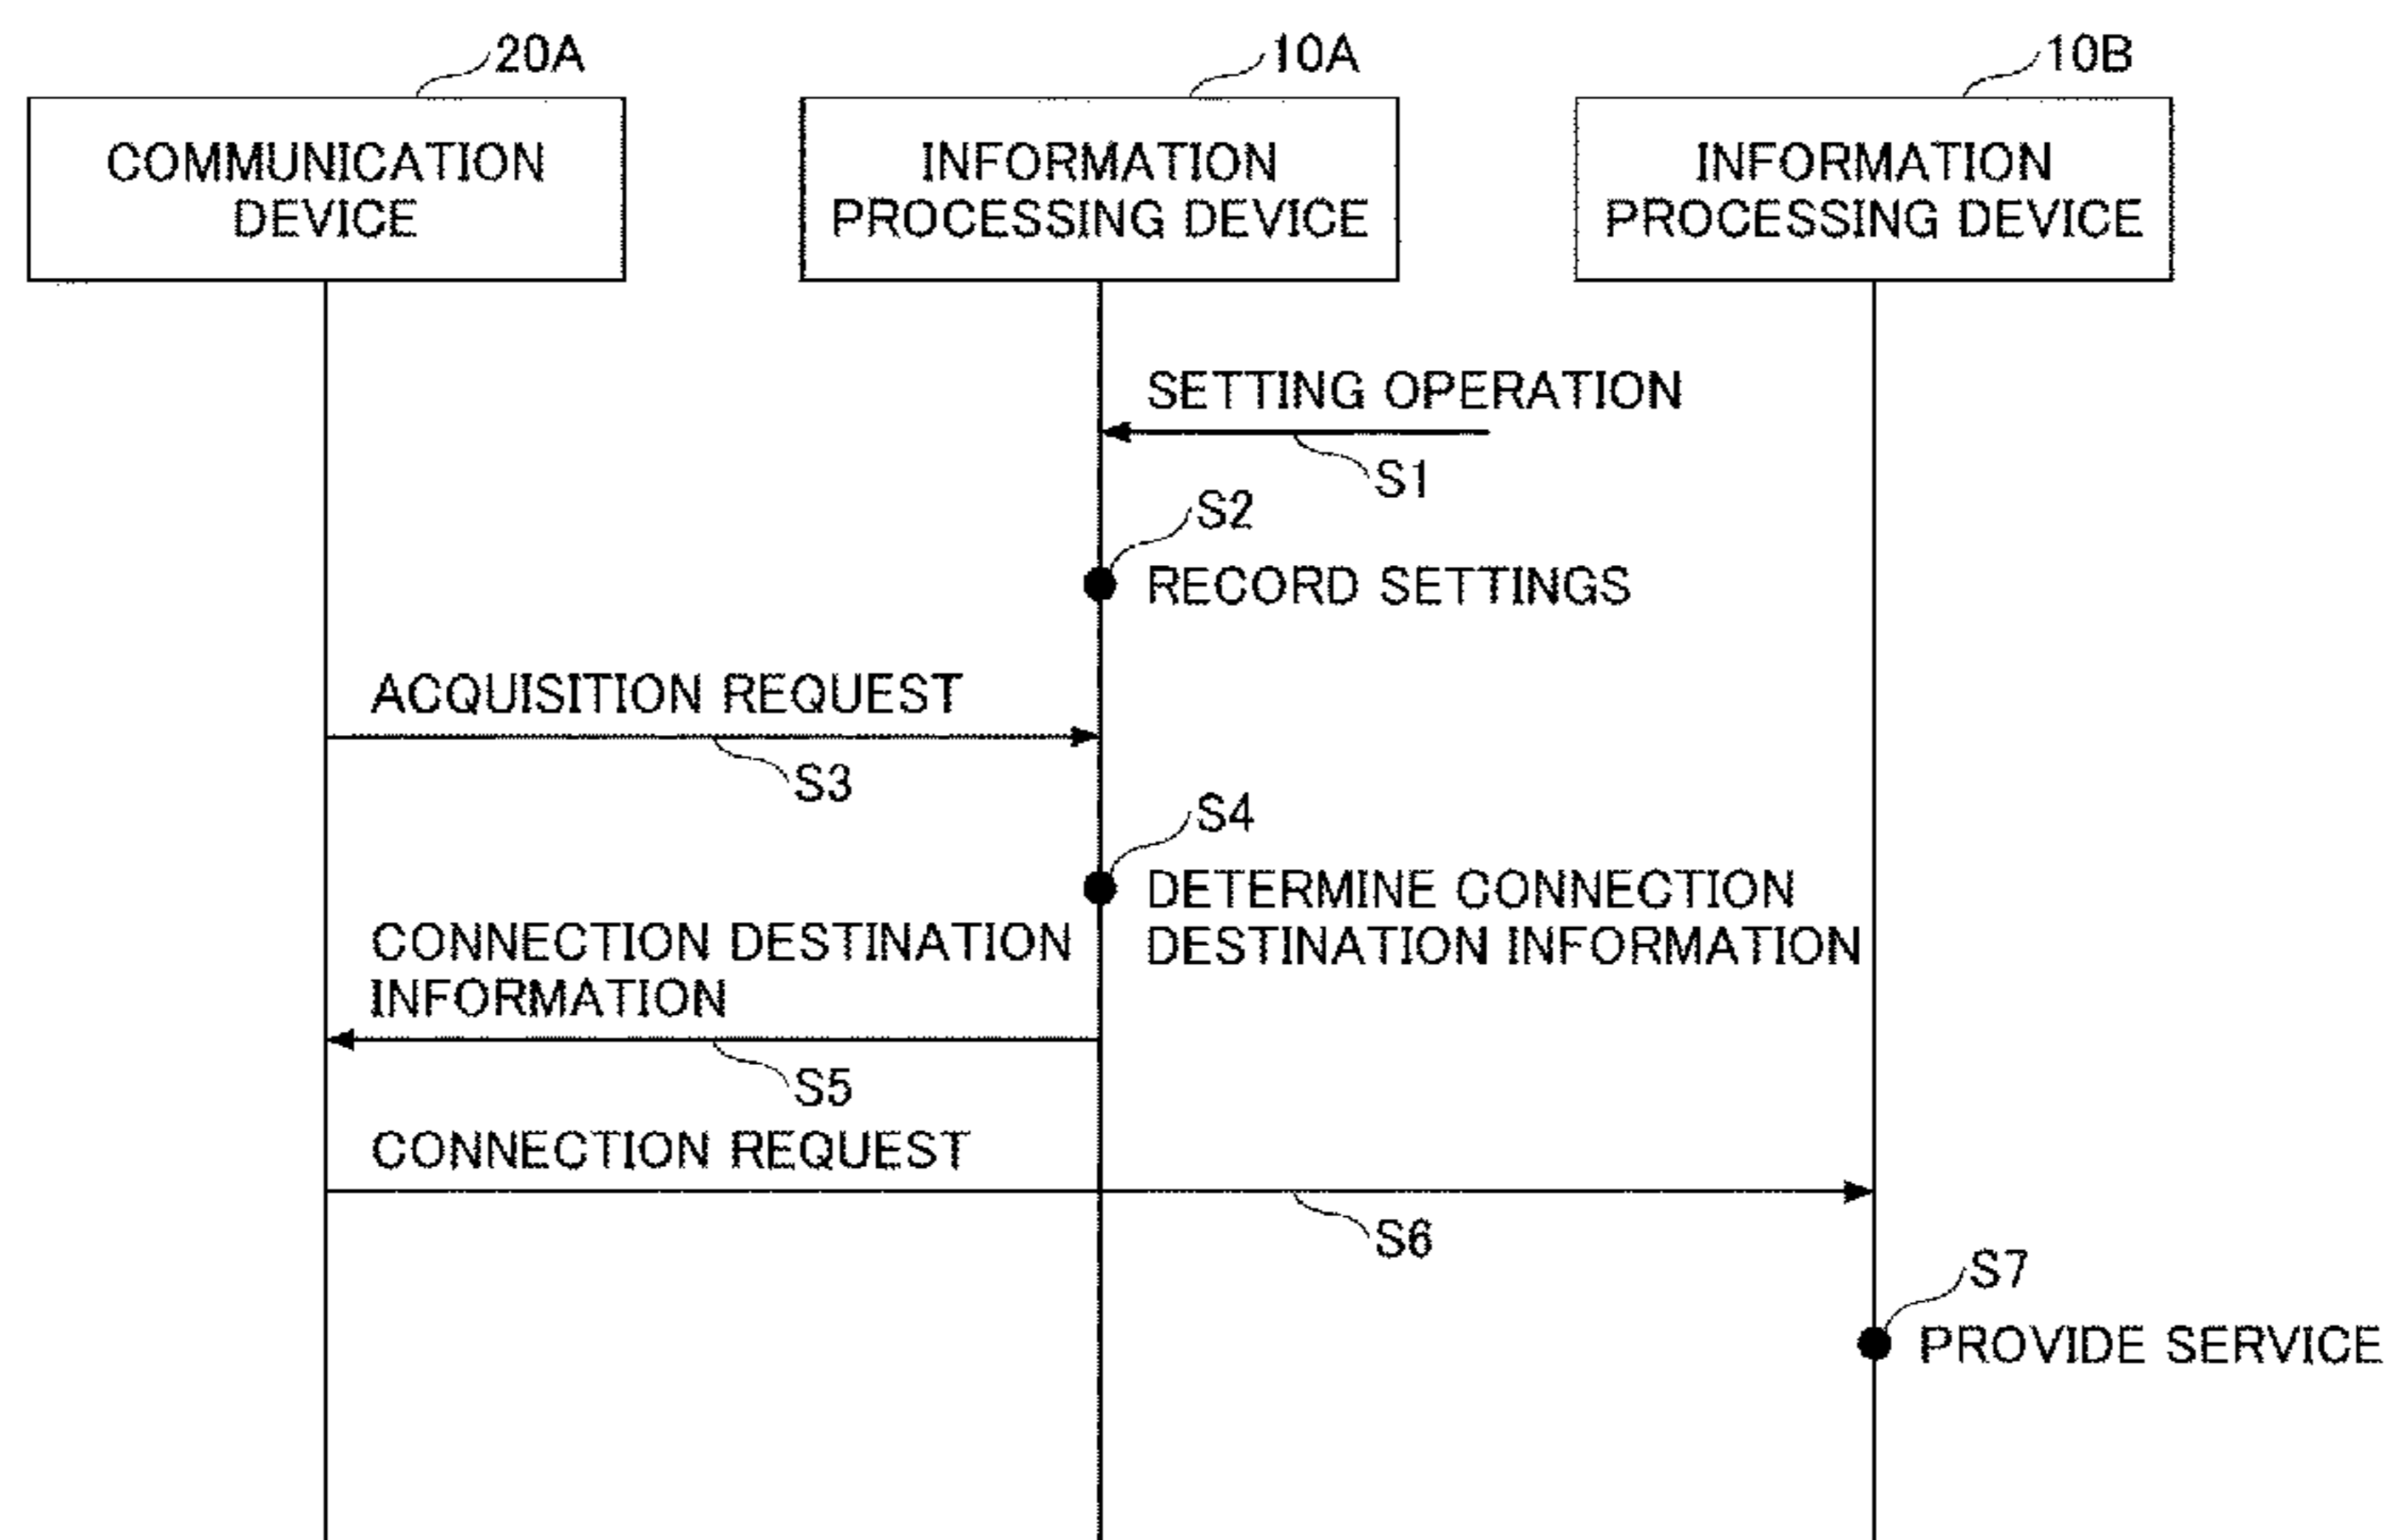 20A
10A
10B
COMMUNICATION
DEVICE
INFORMATION
PROCESSING DEVICE
INFORMATION
PROCESSING DEVICE
SETTING OPERATION
S1
S2
RECORD SETTINGS
ACQUISITION REQUEST
S3
S4
DETERMINE CONNECTION
DESTINATION INFORMATION
CONNECTION DESTINATION
INFORMATION
S5
CONNECTION REQUEST
S6
S7
PROVIDE SERVICE